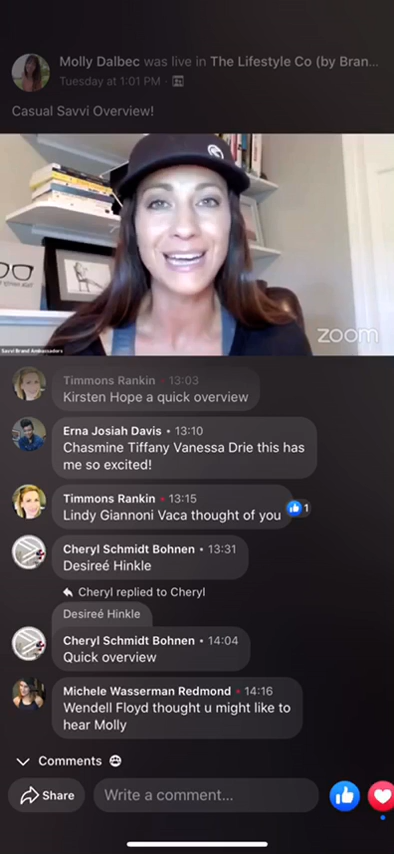 Molly Dalbec was live in The Lifestyle Co (by Bran...
Tuesday at 1:01 PM ·
Casual Savvi Overview!
zoom
Savvi Brand Ambassadors
Timmons Rankin • 13:03
Kirsten Hope a quick overview
Erna Josiah Davis • 13:10
Chasmine Tiffany Vanessa Drie this has
me so excited!
Timmons Rankin • 13:15
Lindy Giannoni Vaca thought of you
1
Cheryl Schmidt Bohnen • 13:31
Desireé Hinkle
Cheryl replied to Cheryl
Desireé Hinkle
Cheryl Schmidt Bohnen • 14:04
Quick overview
Michele Wasserman Redmond • 14:16
Wendell Floyd thought u might like to
hear Molly
Comments
Share
Write a comment...